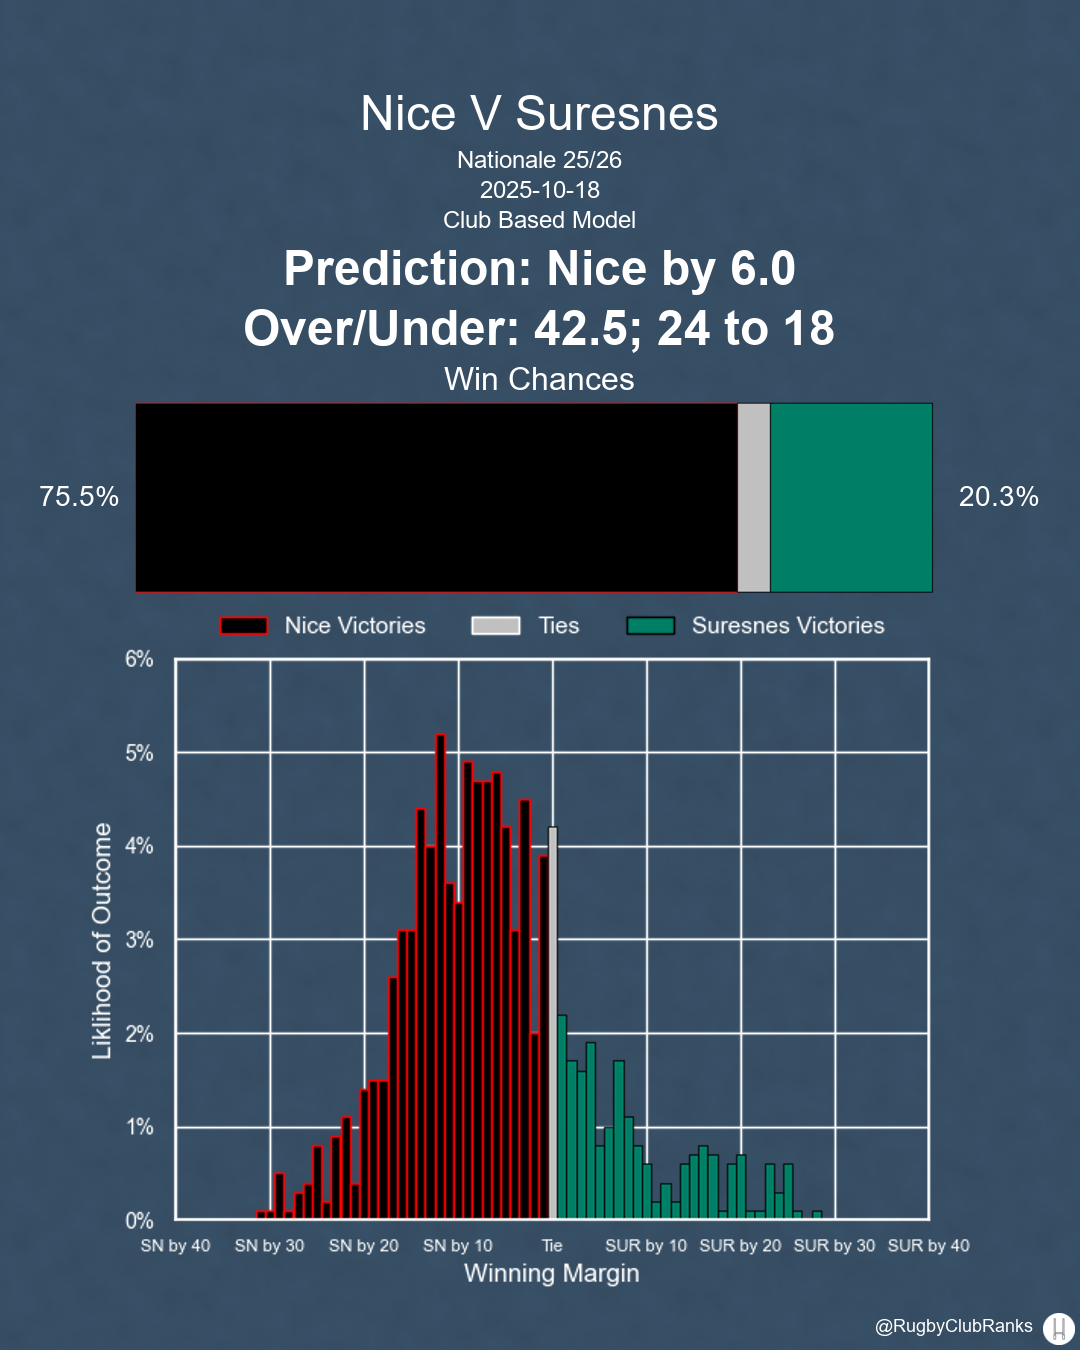 Nice V Suresnes
Nationale 25/26
2025-10-18
Club Based Model
Prediction: Nice by 6.0
Over/Under: 42.5; 24 to 18
Win Chances
75.5%
20.3%
Nice Victories
Ties
Suresnes Victories
6%
5%
4%
3%
2%
1%
0%
Liklihood of Outcome
SN by 40
SN by 30
SN by 20
SN by 10
Tie
SUR by 10
SUR by 20
SUR by 30
SUR by 40
Winning Margin
@RugbyClubRanks